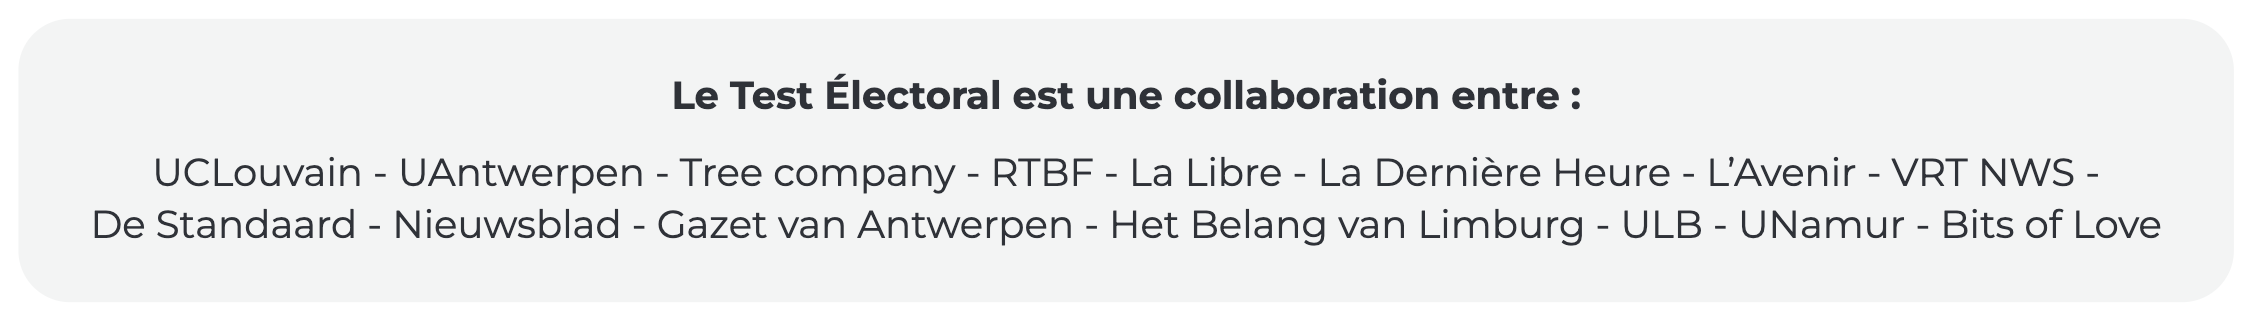 Le Test Électoral est une collaboration entre :
UCLouvain - UAntwerpen - Tree company - RTBF - La Libre - La Dernière Heure - L’Avenir - VRT NWS -
De Standaard - Nieuwsblad - Gazet van Antwerpen - Het Belang van Limburg - ULB - UNamur - Bits of Love